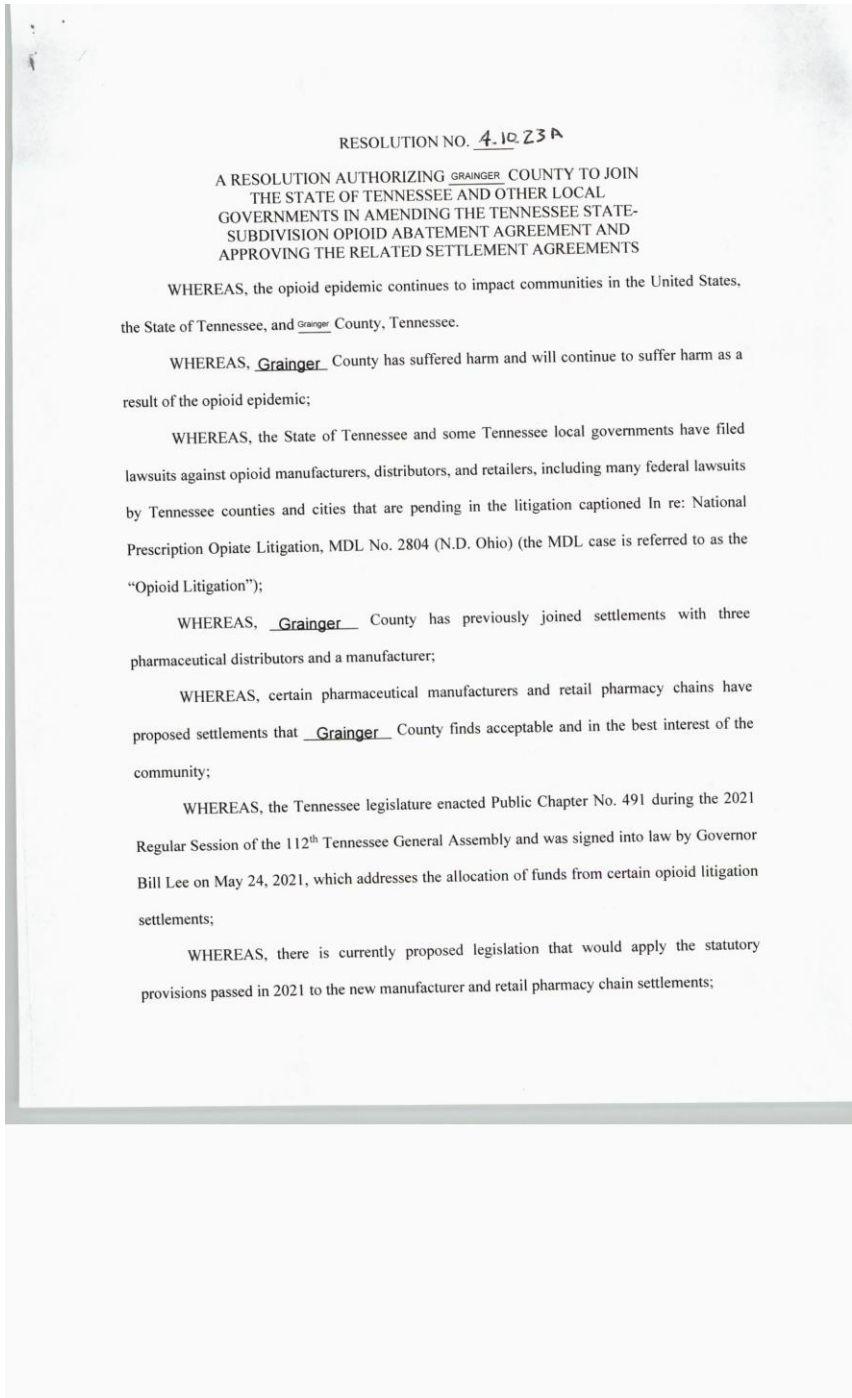 RESOLUTION NO. 4.10.23A
A RESOLUTION AUTHORIZING GRAINGER COUNTY TO JOIN
THE STATE OF TENNESSEE AND OTHER LOCAL
GOVERNMENTS IN AMENDING THE TENNESSEE STATE-
SUBDIVISION OPIOID ABATEMENT AGREEMENT AND
APPROVING THE RELATED SETTLEMENT AGREEMENTS
WHEREAS, the opioid epidemic continues to impact communities in the United States,
the State of Tennessee, and Grainger County, Tennessee.
WHEREAS, Grainger County has suffered harm and will continue to suffer harm as a
result of the opioid epidemic;
WHEREAS, the State of Tennessee and some Tennessee local governments have filed
lawsuits against opioid manufacturers, distributors, and retailers, including many federal lawsuits
by Tennessee counties and cities that are pending in the litigation captioned In re: National
Prescription Opiate Litigation, MDL No. 2804 (N.D. Ohio) (the MDL case is referred to as the
“Opioid Litigation”);
WHEREAS, Grainger County has previously joined settlements with three
pharmaceutical distributors and a manufacturer;
WHEREAS, certain pharmaceutical manufacturers and retail pharmacy chains have
proposed settlements that Grainger County finds acceptable and in the best interest of the
community;
WHEREAS, the Tennessee legislature enacted Public Chapter No. 491 during the 2021
Regular Session of the 112th Tennessee General Assembly and was signed into law by Governor
Bill Lee on May 24, 2021, which addresses the allocation of funds from certain opioid litigation
settlements;
WHEREAS, there is currently proposed legislation that would apply the statutory
provisions passed in 2021 to the new manufacturer and retail pharmacy chain settlements;